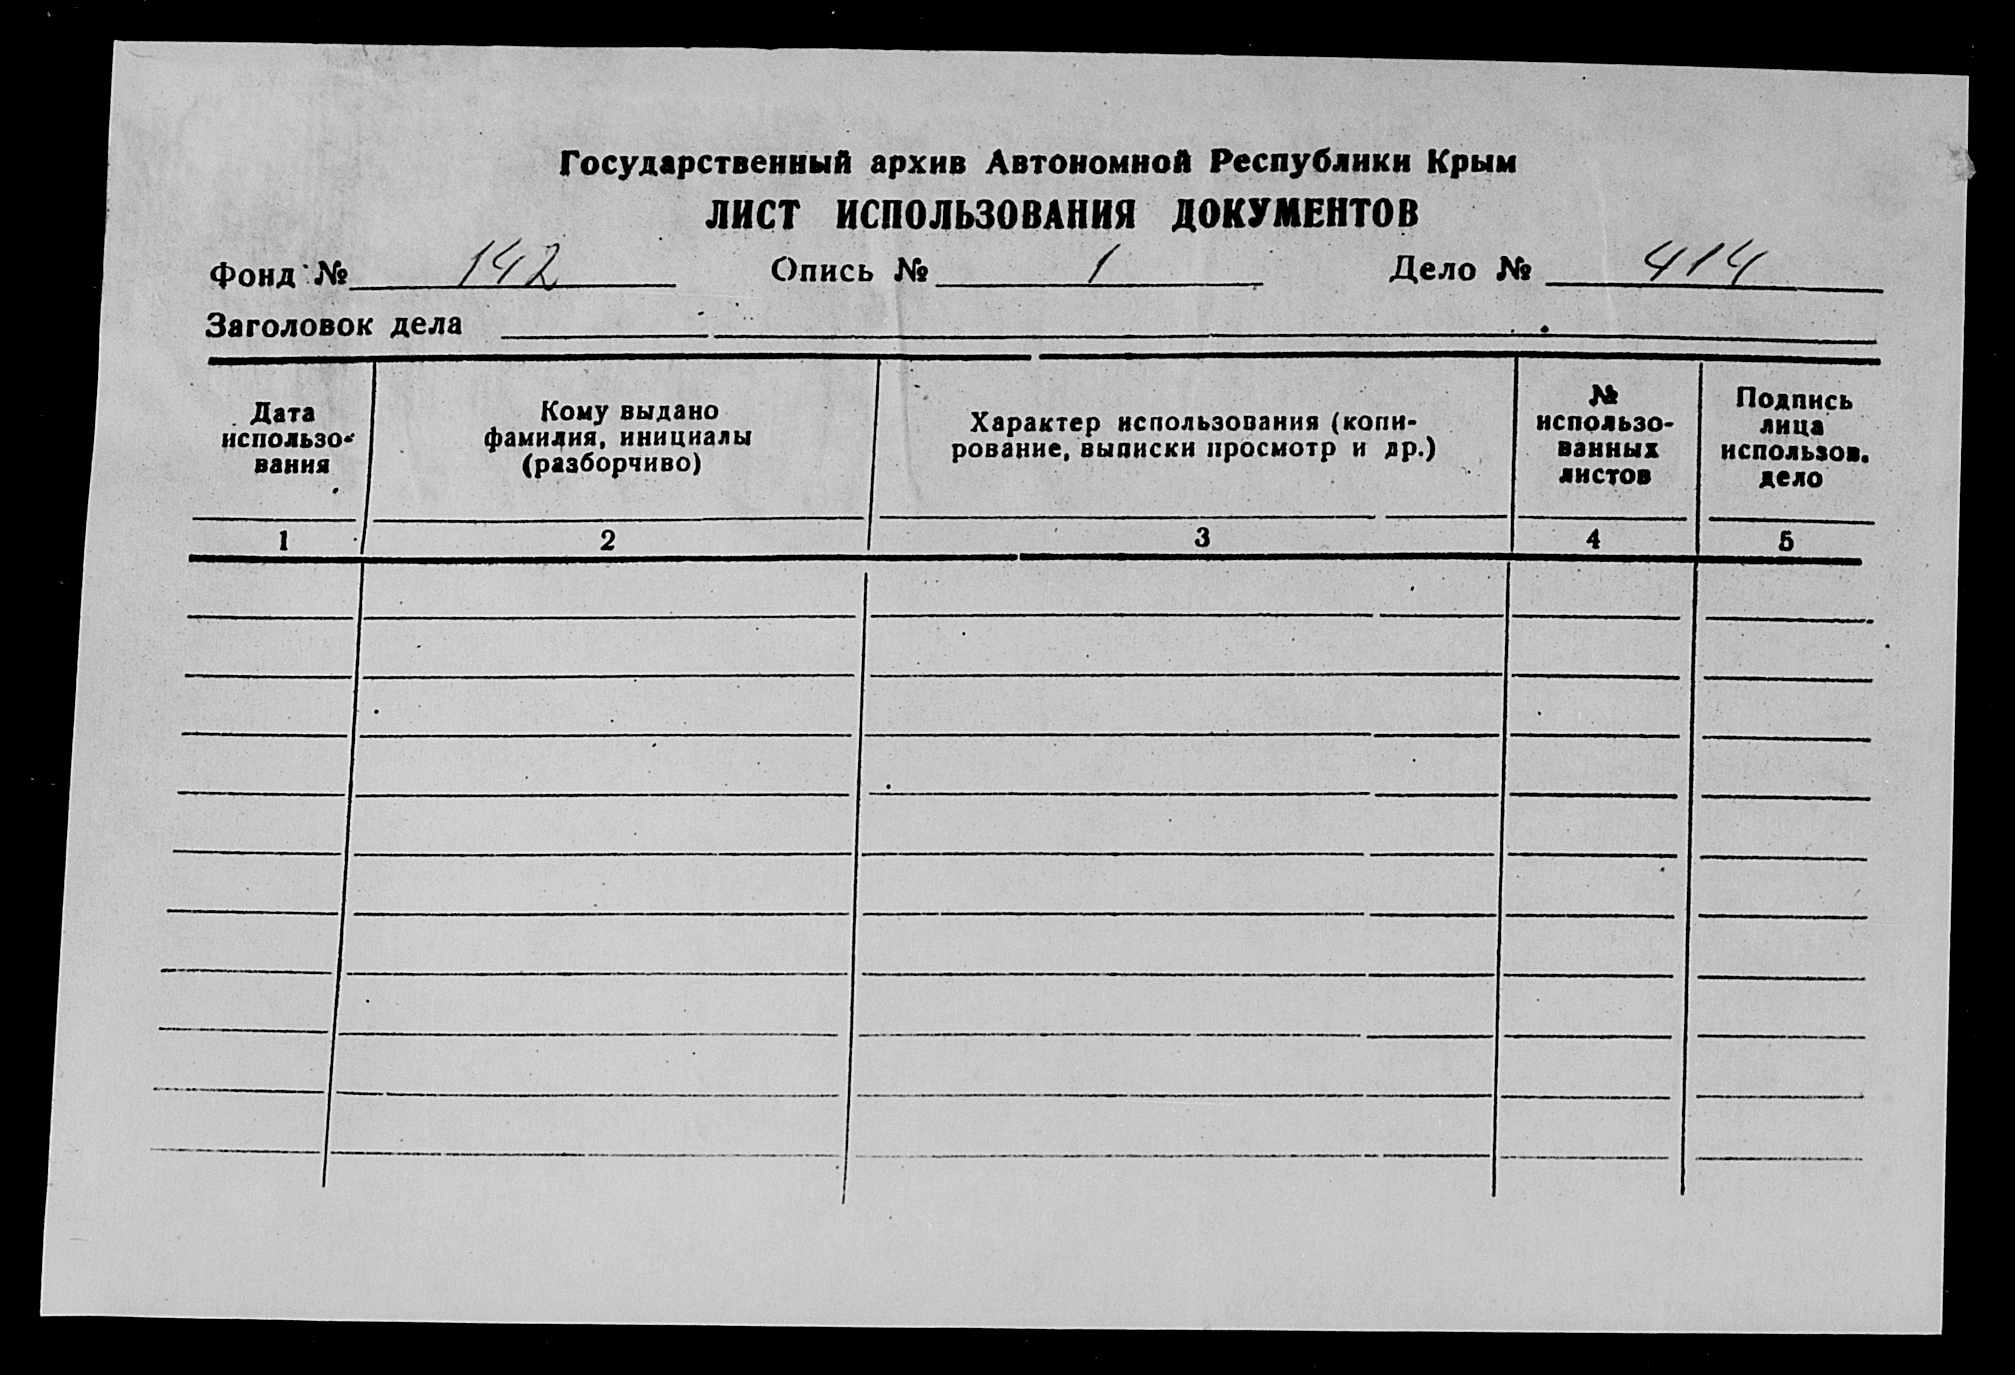 Государственный архив Автономной Республики Крым
ЛИСТ ИСПОЛЬЗОВАНИЯ ДОКУМЕНТОВ
Фонд № 142 Опись № 1 Дело № 414
Заголовок дела
Дата использо-вания
Кому выдано фамилия, инициалы (разборчиво)
Характер использования (копи-рование, выписки просмотр и др.)
№ использо-ванных листов
Подпись лица использов. дело
1 2 3 4 5